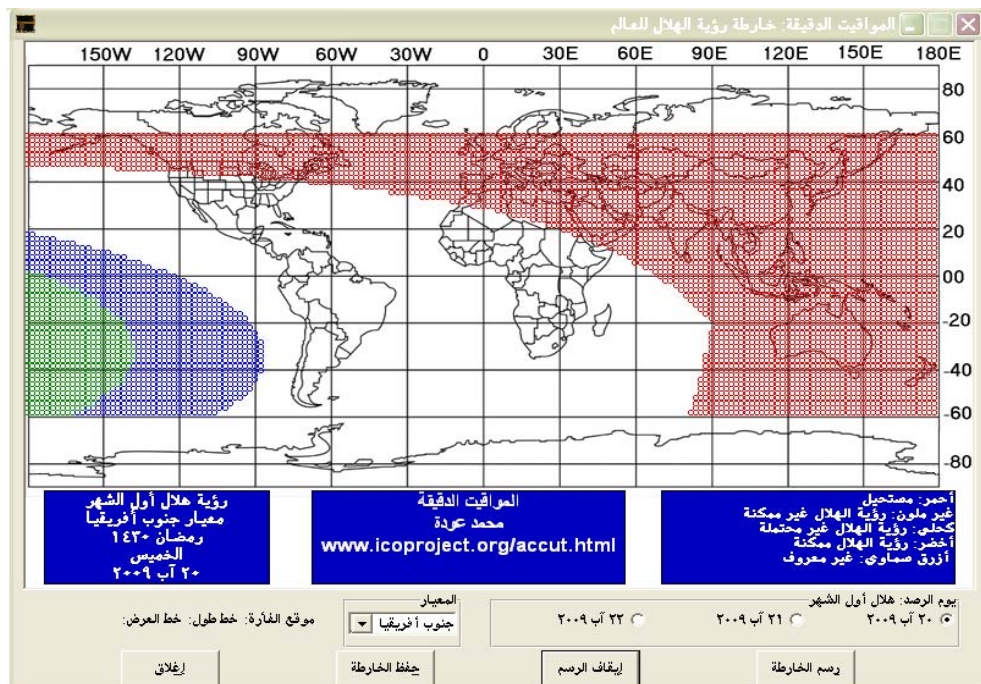 المواقيت الدقيقة: خارطة رؤية الهلال للعالم
150W 120W 90W 60W 30W 0 30E 60E 90E 120E 150E 180E
80
60
40
20
00
-20
-40
-60
-80
أحمر: مستحيل
غير ملون: رؤية الهلال غير ممكنة
كحلي: رؤية الهلال غير محتملة
أخضر: رؤية الهلال ممكنة
أزرق سماوي: غير معروف
المواقيت الدقيقة
محمد عودة
www.icoproject.org/accut.html
رؤية هلال أول الشهر
معيار جنوب أفريقيا
رمضان ١٤٣٠
الخميس
٢٠ آب ٢٠٠٩
يوم الرصد: هلال أول الشهر
٢٠ آب ٢٠٠٩ ٢١ آب ٢٠٠٩ ٢٢ آب ٢٠٠٩
المعيار
جنوب أفريقيا
موقع الفأرة: خط طول: خط العرض:
رسم الخارطة
إيقاف الرسم
حفظ الخارطة
إغلاق